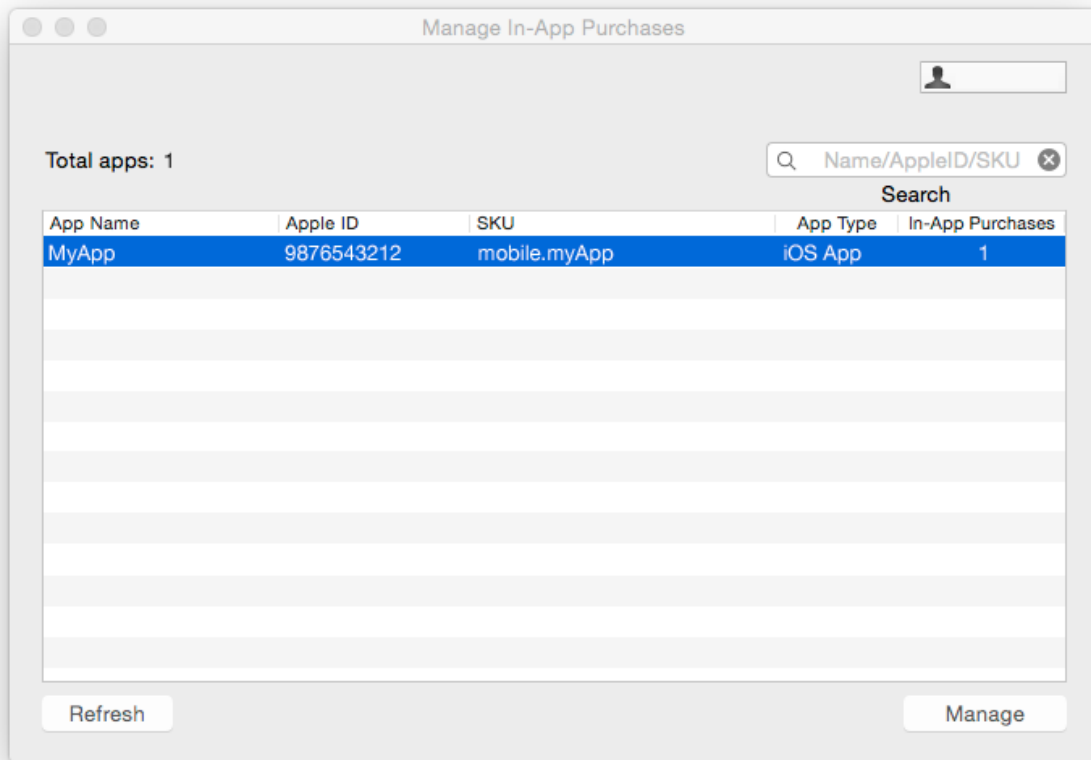 Manage In-App Purchases
Total apps: 1
Name/AppleID/SKU
Search
App Name Apple ID SKU App Type In-App Purchases
MyApp 9876543212 mobile.myApp iOS App 1
Refresh Manage